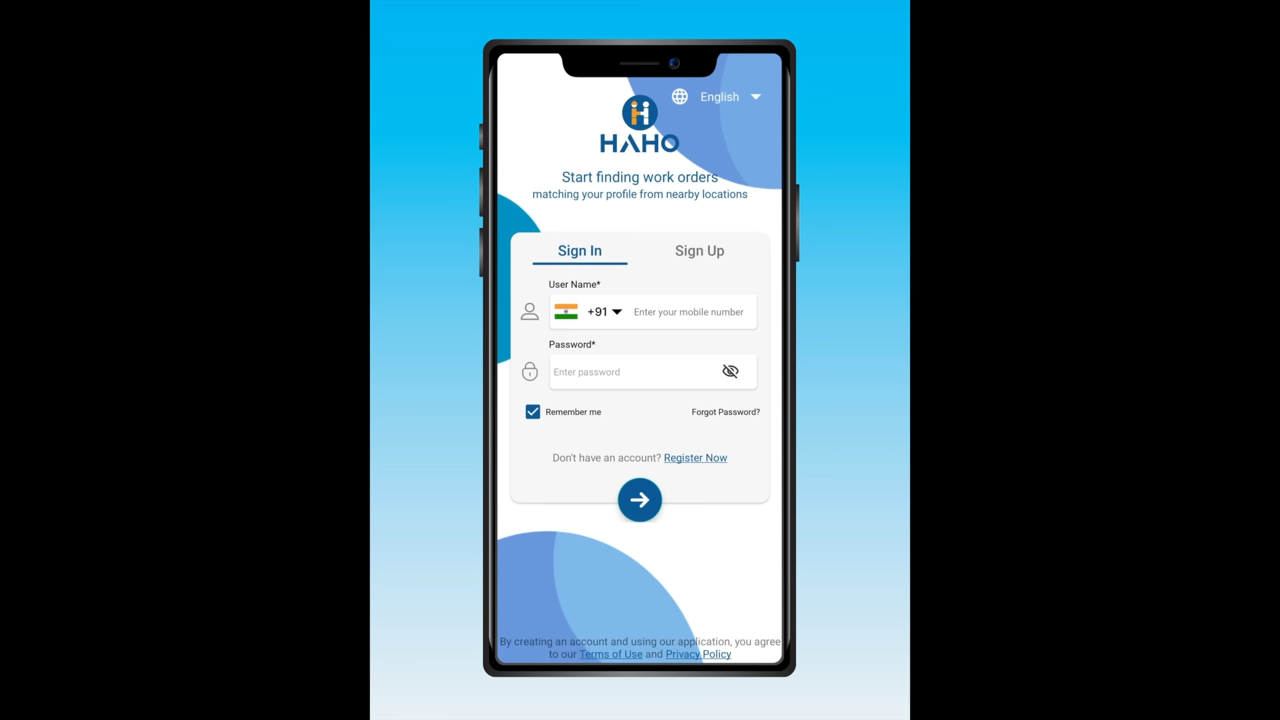 English
HAHO
Start finding work orders
matching your profile from nearby locations
Sign In
Sign Up
User Name*
+91
Enter your mobile number
Password*
Enter password
Remember me
Forgot Password?
Don't have an account? Register Now
By creating an account and using our application, you agree
to our Terms of Use and Privacy Policy